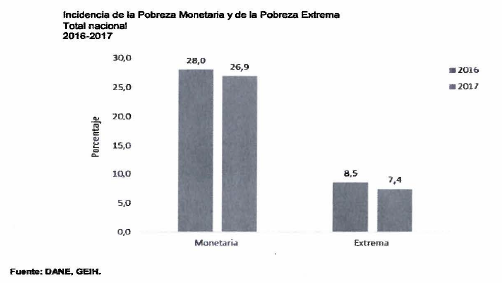 Incidencia de la Pobreza Monetaria y de la Pobreza Extrema
Total nacional
2016-2017
30,0
25,0
20,0
15,0
10,0
5,0
0,0
Porcentaje
28,0
26,9
8,5
7,4
Monetaria
Extrema
2016
2017
Fuente: DANE, GEIH.